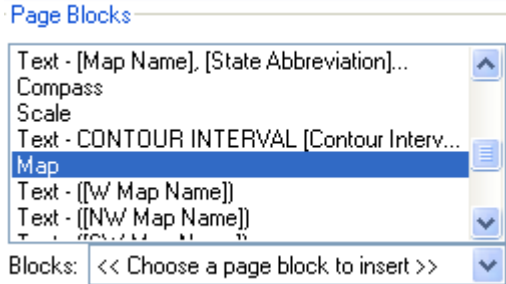 Page Blocks
Text - [Map Name], [State Abbreviation]...
Compass
Scale
Text - CONTOUR INTERVAL [Contour Interv...
Map
Text - ([W Map Name])
Text - ([NW Map Name])
Blocks: << Choose a page block to insert >>